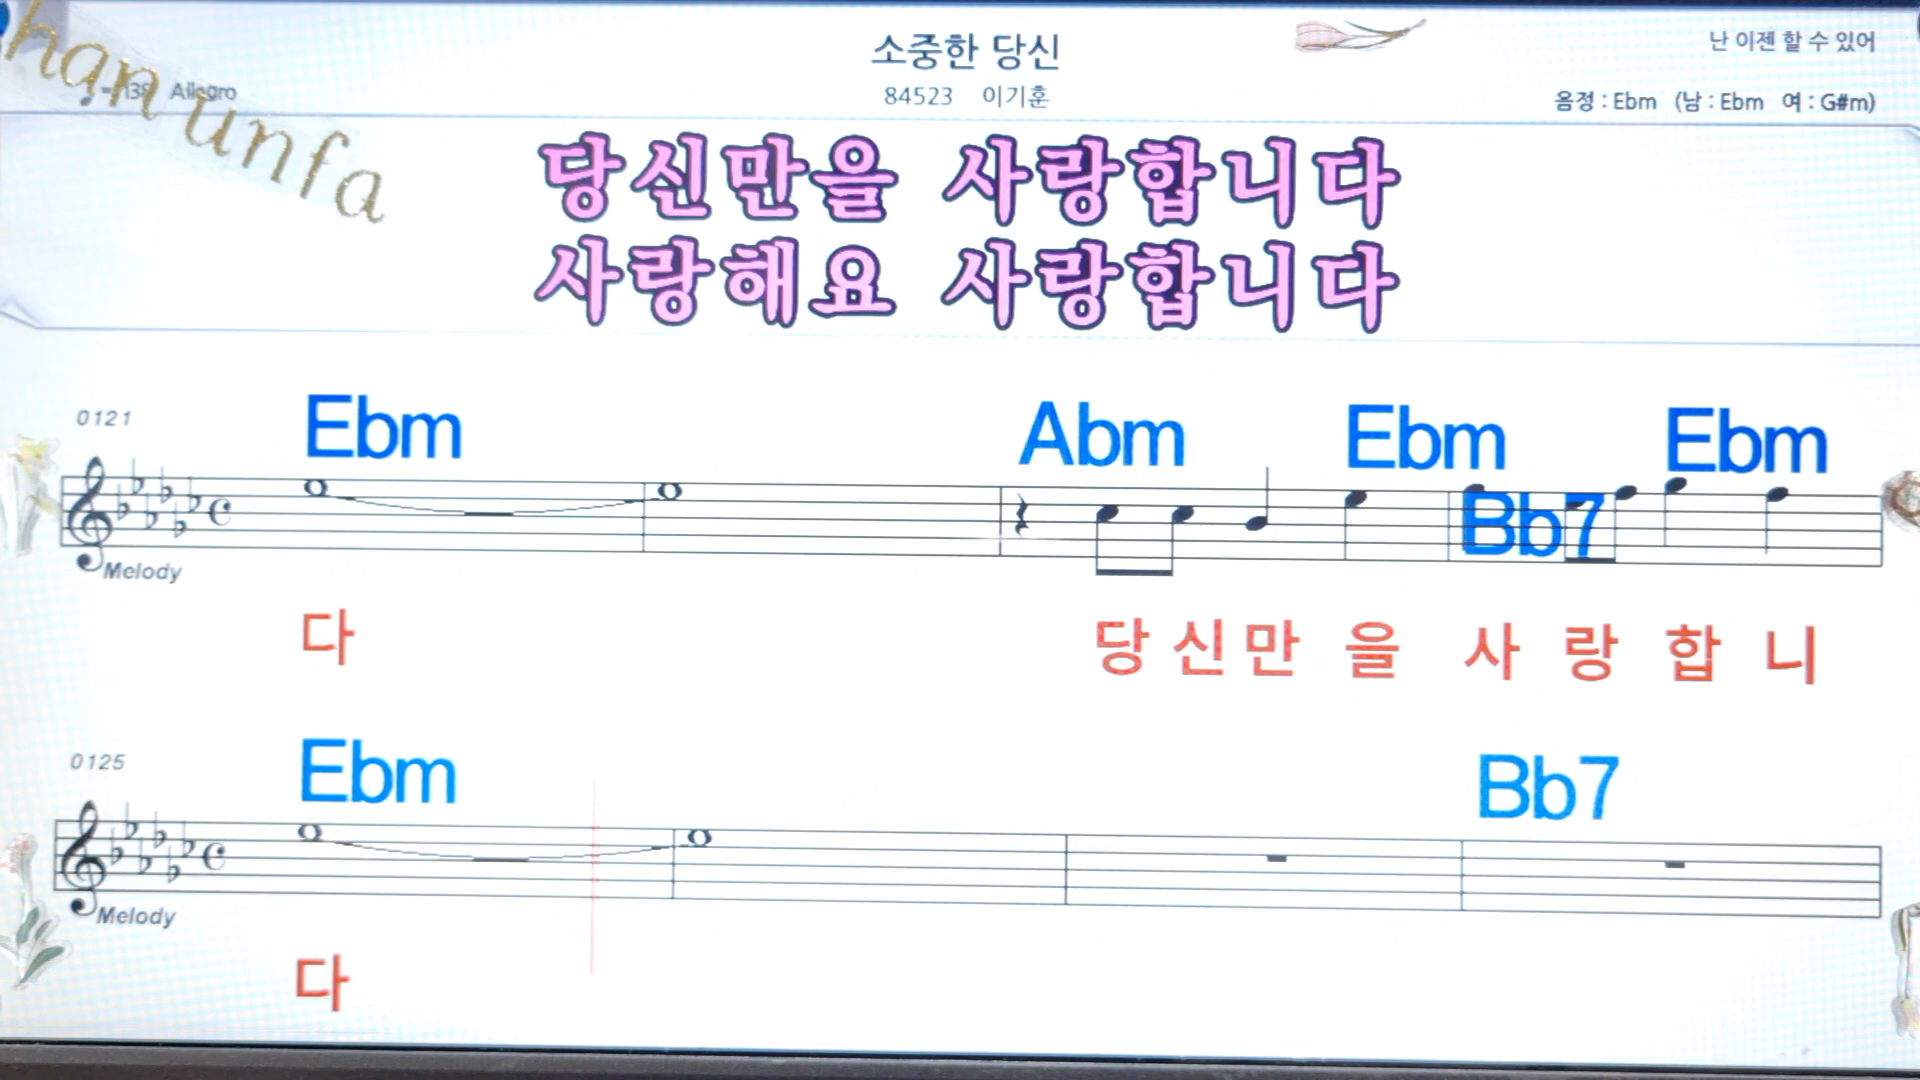 han unfa
소중한 당신
난 이젠 할 수 있어
Allegro
84523 이기훈
음정 : Ebm (남 : Ebm 여 : G#m)
당신만을 사랑합니다
사랑해요 사랑합니다
0121
Ebm Abm Ebm Bb7 Ebm
Melody
다 당 신 만 을 사 랑 합 니
0125
Ebm Bb7
Melody
다